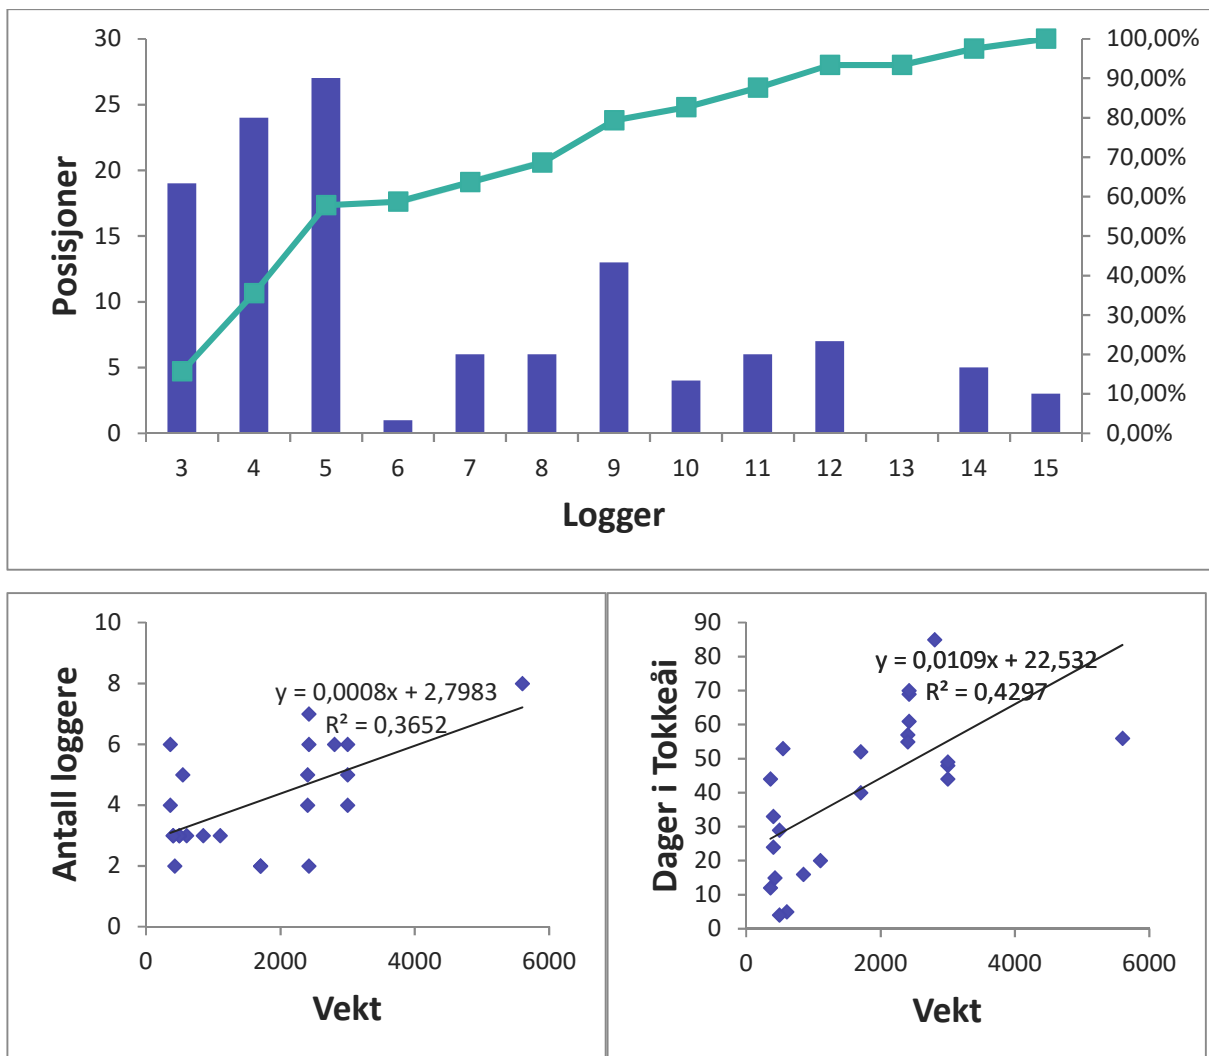 30
25
20
15
10
5
0
Posisjoner
100,00%
90,00%
80,00%
70,00%
60,00%
50,00%
40,00%
30,00%
20,00%
10,00%
0,00%
3 4 5 6 7 8 9 10 11 12 13 14 15
Logger
10
8
6
4
2
0
Antall loggere
y = 0,0008x + 2,7983
R² = 0,3652
0 2000 4000 6000
Vekt
90
80
70
60
50
40
30
20
10
0
Dager i Tokkeåi
y = 0,0109x + 22,532
R² = 0,4297
0 2000 4000 6000
Vekt